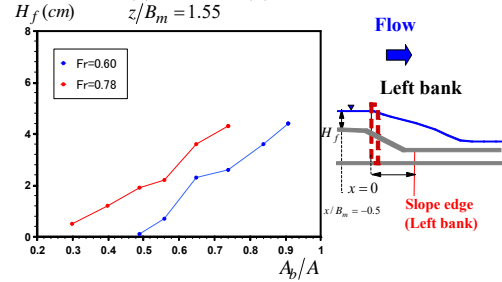 H_f(cm)
z/B_m = 1.55
8
6
4
2
0
Fr=0.60
Fr=0.78
0.2 0.3 0.4 0.5 0.6 0.7 0.8 0.9 1
A_b/A
Flow
Left bank
H_f
x = 0
x/B_m = -0.5
Slope edge
(Left bank)